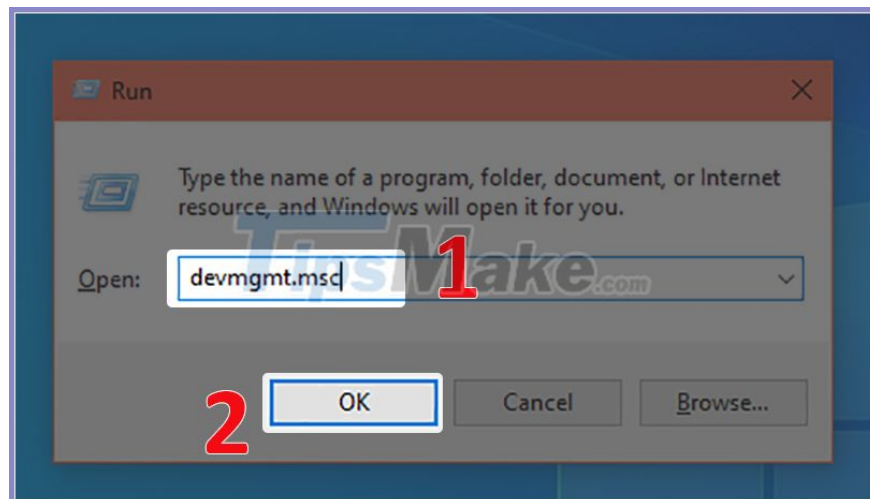 Run
Type the name of a program, folder, document, or Internet
resource, and Windows will open it for you.
TipsMake.com
Open: devmgmt.msc 1
2 OK Cancel Browse...